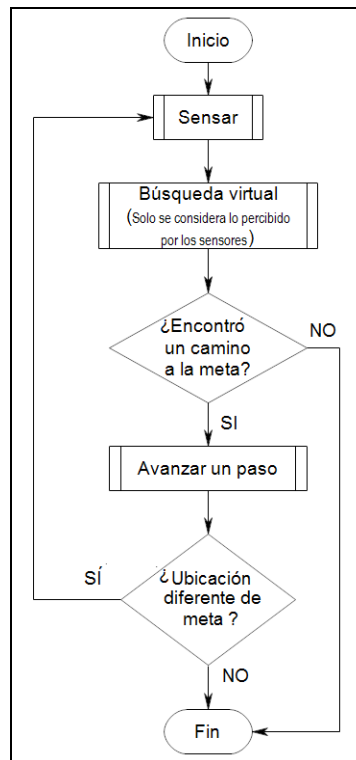 Inicio
Sensar
Búsqueda virtual
(Solo se considera lo percibido
por los sensores)
¿Encontró
un camino
a la meta?
NO
SI
Avanzar un paso
SÍ
¿Ubicación
diferente de
meta ?
NO
Fin